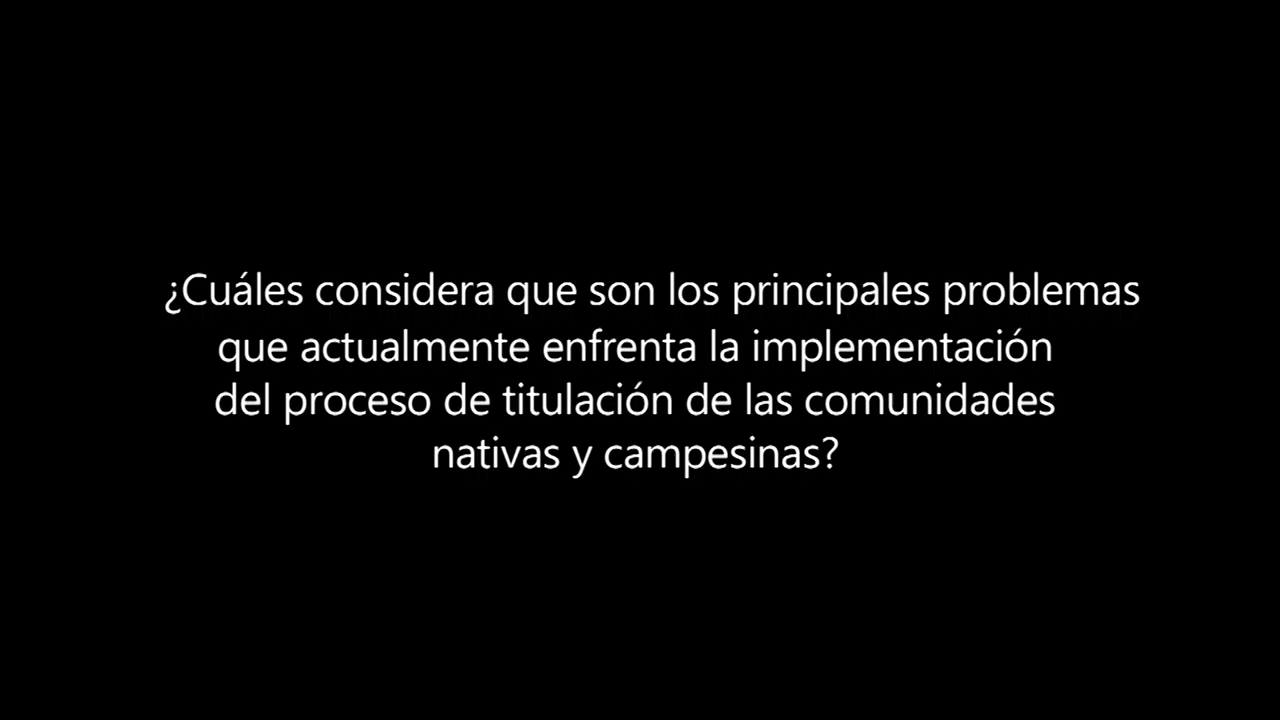 ¿Cuáles considera que son los principales problemas
que actualmente enfrenta la implementación
del proceso de titulación de las comunidades
nativas y campesinas?